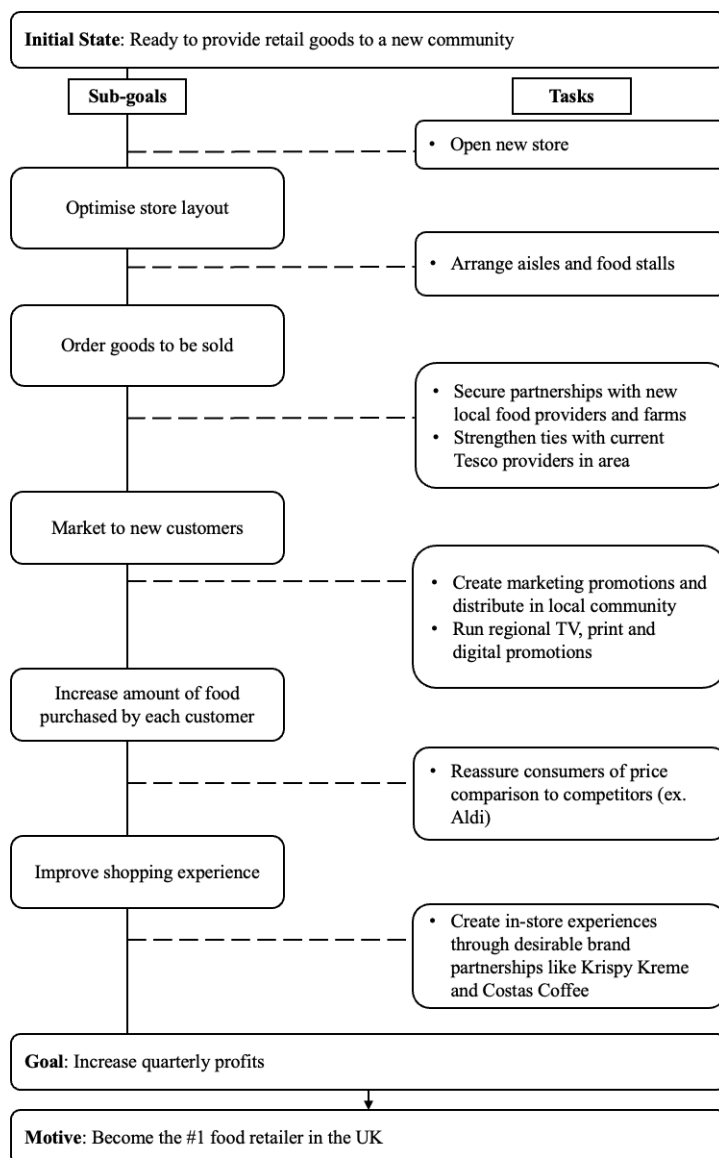 Initial State: Ready to provide retail goods to a new community
Sub-goals
Tasks
• Open new store
Optimise store layout
• Arrange aisles and food stalls
Order goods to be sold
• Secure partnerships with new
local food providers and farms
• Strengthen ties with current
Tesco providers in area
Market to new customers
• Create marketing promotions and
distribute in local community
• Run regional TV, print and
digital promotions
Increase amount of food
purchased by each customer
• Reassure consumers of price
comparison to competitors (ex.
Aldi)
Improve shopping experience
• Create in-store experiences
through desirable brand
partnerships like Krispy Kreme
and Costas Coffee
Goal: Increase quarterly profits
Motive: Become the #1 food retailer in the UK